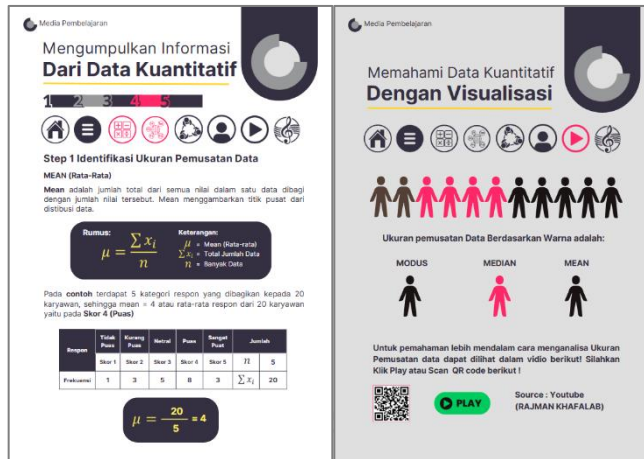 Media Pembelajaran
Mengumpulkan Informasi
Dari Data Kuantitatif
1 2 3 4 5
Step 1 Identifikasi Ukuran Pemusatan Data
MEAN (Rata-Rata)
Mean adalah jumlah total dari semua nilai dalam satu data dibagi
dengan jumlah nilai tersebut. Mean menggambarkan titik pusat dari
distibusi data.
Rumus:
μ = ∑ xᵢ / n
Keterangan:
μ = Mean (Rata-rata)
∑ xᵢ = Total Jumlah Data
n = Banyak Data
Pada contoh terdapat 5 kategori respon yang dibagikan kepada 20
karyawan, sehingga mean = 4 atau rata-rata respon dari 20 karyawan
yaitu pada Skor 4 (Puas)
Respon Tidak Puas Kurang Puas Netral Puas Sangat Puat Jumlah
Skor 1 Skor 2 Skor 3 Skor 4 Skor 5 n 5
Frekuensi 1 3 5 8 3 ∑ xᵢ 20
μ = 20 / 5 = 4
Media Pembelajaran
Memahami Data Kuantitatif
Dengan Visualisasi
Ukuran pemusatan Data Berdasarkan Warna adalah:
MODUS MEDIAN MEAN
Untuk pemahaman lebih mendalam cara menganalisa Ukuran
Pemusatan data dapat dilihat dalam vidio berikut! Silahkan
Klik Play atau Scan QR code berikut !
PLAY
Source : Youtube
(RAJMAN KHAFALAB)